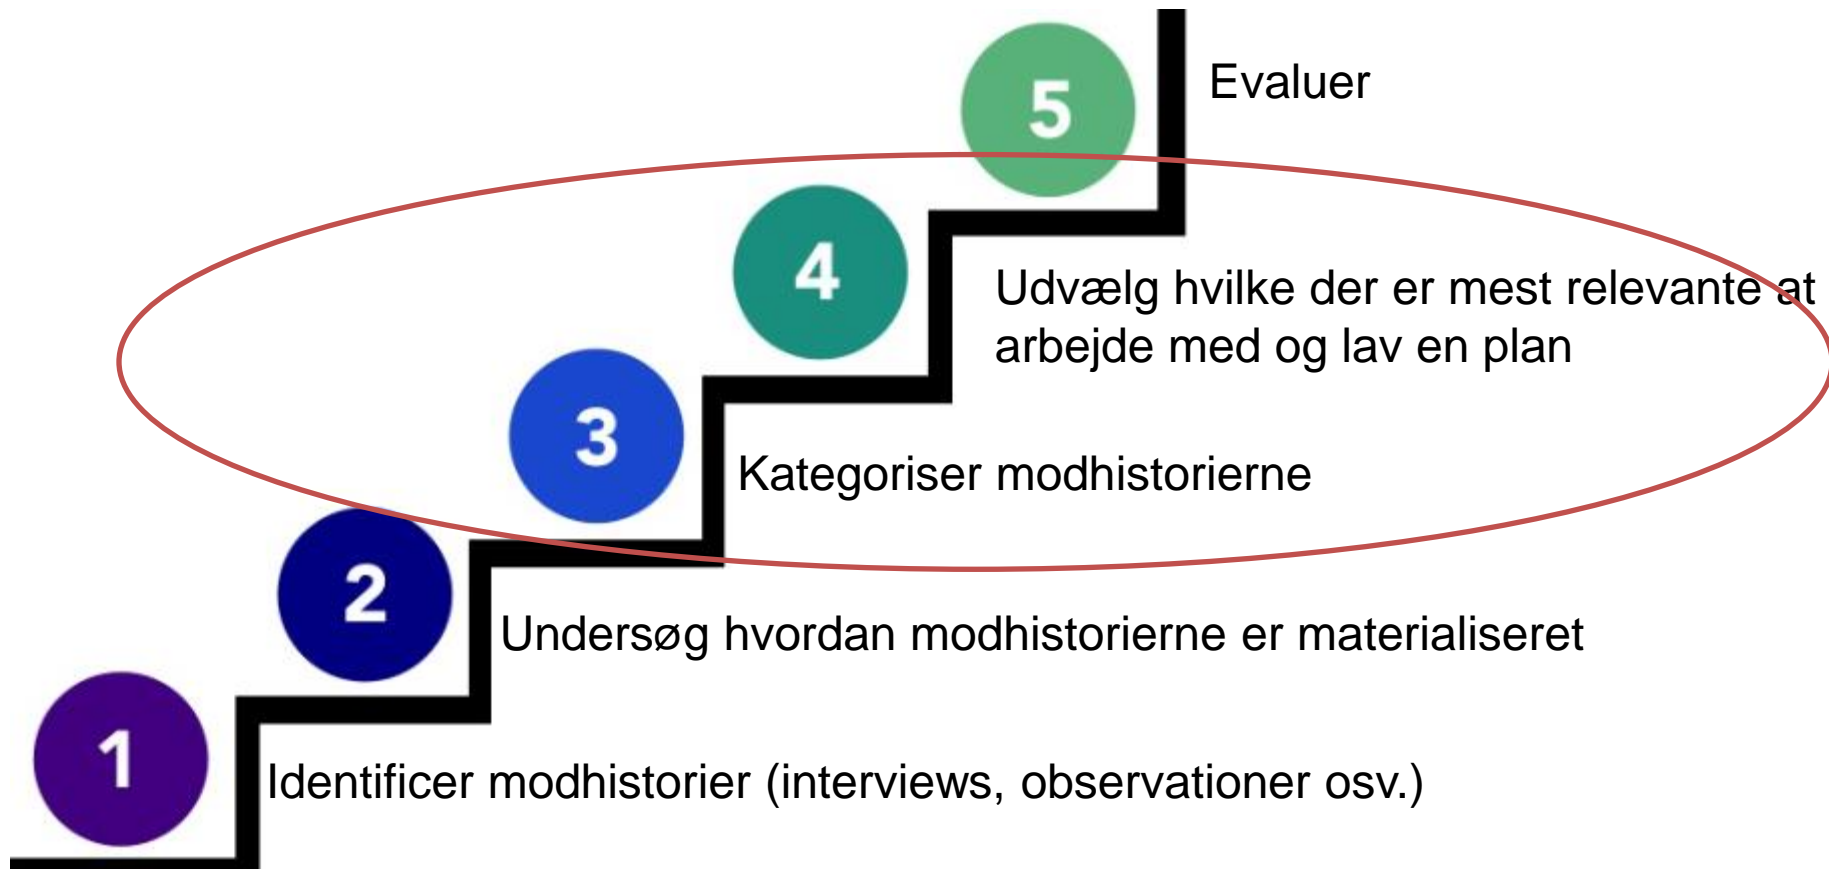 5
Evaluer
4
Udvælg hvilke der er mest relevante at
arbejde med og lav en plan
3
Kategoriser modhistorierne
2
Undersøg hvordan modhistorierne er materialiseret
1
Identificer modhistorier (interviews, observationer osv.)